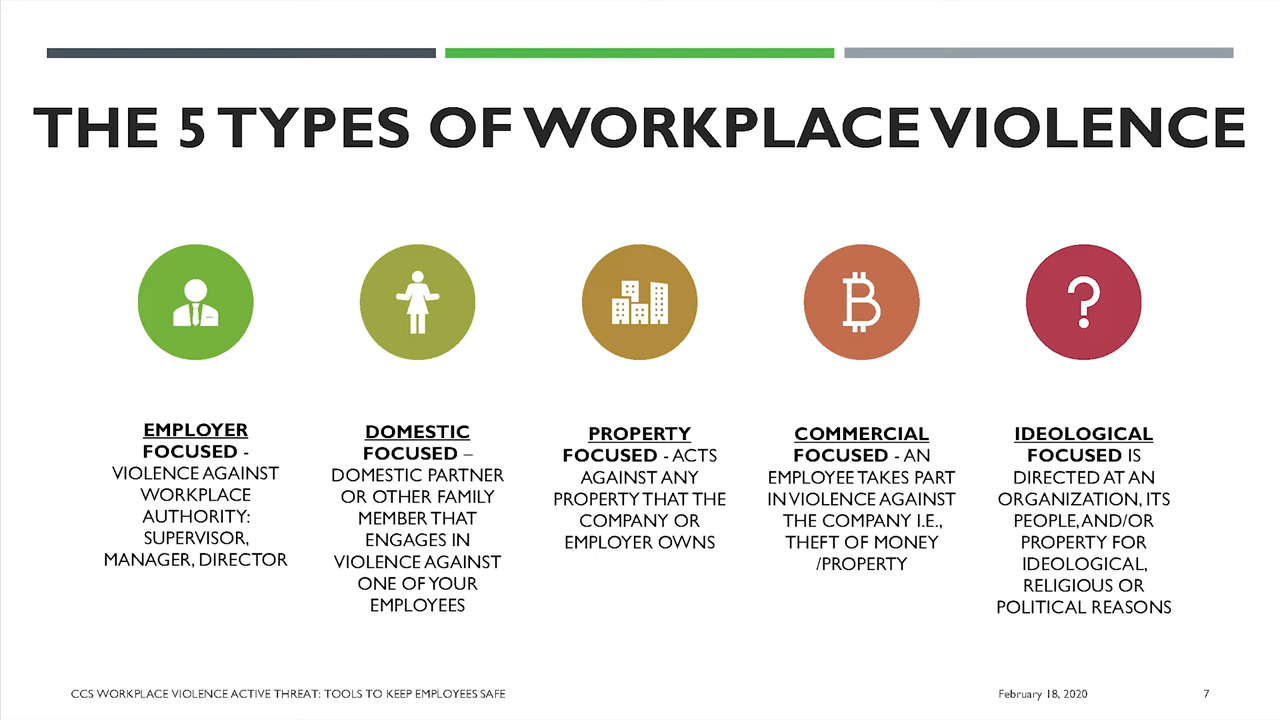 THE 5 TYPES OF WORKPLACE VIOLENCE
EMPLOYER
FOCUSED -
VIOLENCE AGAINST
WORKPLACE
AUTHORITY:
SUPERVISOR,
MANAGER, DIRECTOR
DOMESTIC
FOCUSED –
DOMESTIC PARTNER
OR OTHER FAMILY
MEMBER THAT
ENGAGES IN
VIOLENCE AGAINST
ONE OF YOUR
EMPLOYEES
PROPERTY
FOCUSED - ACTS
AGAINST ANY
PROPERTY THAT THE
COMPANY OR
EMPLOYER OWNS
COMMERCIAL
FOCUSED - AN
EMPLOYEE TAKES PART
IN VIOLENCE AGAINST
THE COMPANY I.E.,
THEFT OF MONEY
/PROPERTY
IDEOLOGICAL
FOCUSED IS
DIRECTED AT AN
ORGANIZATION, ITS
PEOPLE, AND/OR
PROPERTY FOR
IDEOLOGICAL,
RELIGIOUS OR
POLITICAL REASONS
CCS WORKPLACE VIOLENCE ACTIVE THREAT: TOOLS TO KEEP EMPLOYEES SAFE
February 18, 2020
7